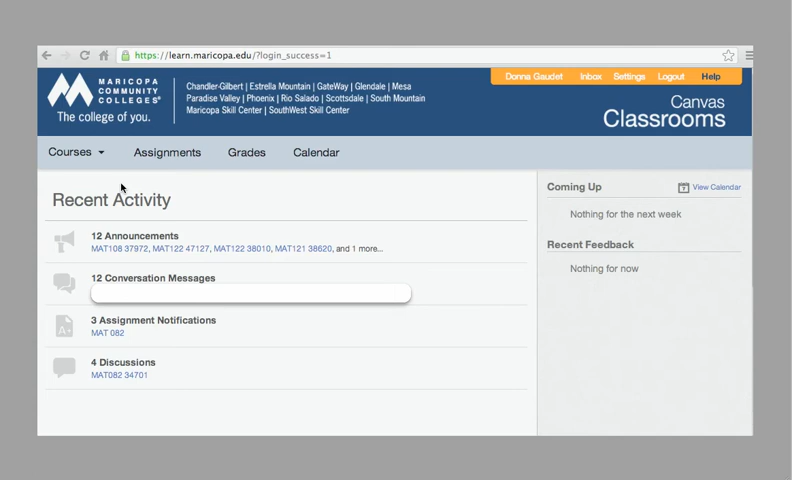 https://learn.maricopa.edu/?login_success=1
MARICOPA
COMMUNITY
COLLEGES®
The college of you.
Chandler-Gilbert | Estrella Mountain | GateWay | Glendale | Mesa
Paradise Valley | Phoenix | Rio Salado | Scottsdale | South Mountain
Maricopa Skill Center | SouthWest Skill Center
Donna Gaudet Inbox Settings Logout Help
Canvas
Classrooms
Courses Assignments Grades Calendar
Recent Activity
12 Announcements
MAT108 37972, MAT122 47127, MAT122 38010, MAT121 38620, and 1 more...
12 Conversation Messages
3 Assignment Notifications
MAT 082
4 Discussions
MAT082 34701
Coming Up View Calendar
Nothing for the next week
Recent Feedback
Nothing for now